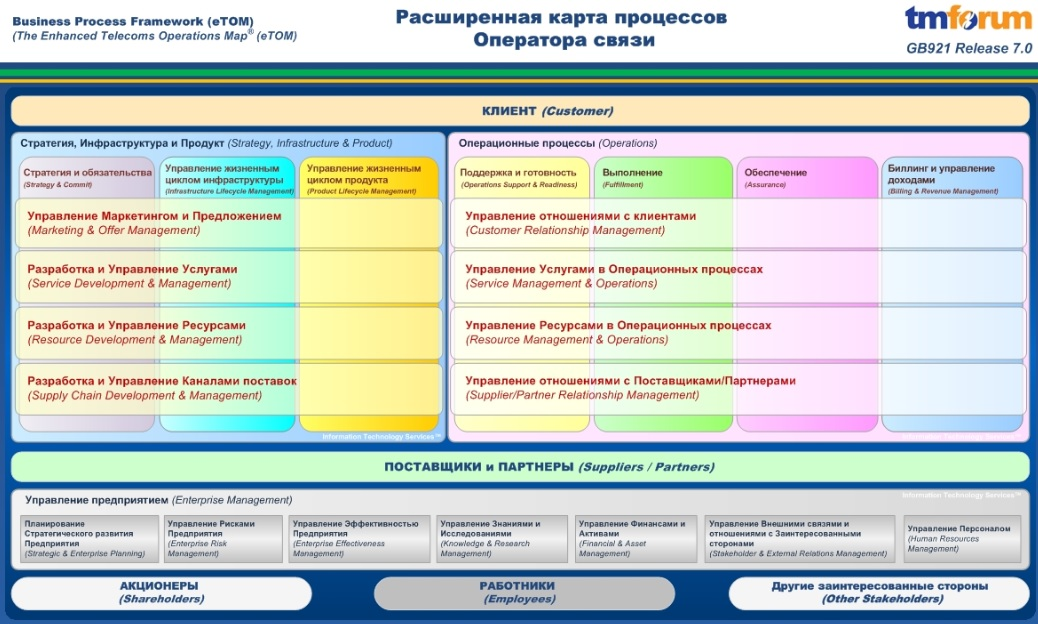 Business Process Framework (eTOM)
(The Enhanced Telecoms Operations Map® (eTOM)
Расширенная карта процессов
Оператора связи
tmforum
GB921 Release 7.0
КЛИЕНТ (Customer)
Стратегия, Инфраструктура и Продукт (Strategy, Infrastructure & Product)
Стратегия и обязательства
(Strategy & Commit)
Управление жизненным
циклом инфраструктуры
(Infrastructure Lifecycle Management)
Управление жизненным
циклом продукта
(Product Lifecycle Management)
Управление Маркетингом и Предложением
(Marketing & Offer Management)
Разработка и Управление Услугами
(Service Development & Management)
Разработка и Управление Ресурсами
(Resource Development & Management)
Разработка и Управление Каналами поставок
(Supply Chain Development & Management)
Information Technology Services™
Операционные процессы (Operations)
Поддержка и готовность
(Operations Support & Readiness)
Выполнение
(Fulfillment)
Обеспечение
(Assurance)
Биллинг и управление
доходами
(Billing & Revenue Management)
Управление отношениями с клиентами
(Customer Relationship Management)
Управление Услугами в Операционных процессах
(Service Management & Operations)
Управление Ресурсами в Операционных процессах
(Resource Management & Operations)
Управление отношениями с Поставщиками/Партнерами
(Supplier/Partner Relationship Management)
Information Technology Services™
ПОСТАВЩИКИ и ПАРТНЕРЫ (Suppliers / Partners)
Управление предприятием (Enterprise Management)
Information Technology Services™
Планирование
Стратегического развития
Предприятия
(Strategic & Enterprise Planning)
Управление Рисками
Предприятия
(Enterprise Risk
Management)
Управление Эффективностью
Предприятия
(Enterprise Effectiveness
Management)
Управление Знаниями и
Исследованиями
(Knowledge & Research
Management)
Управление Финансами и
Активами
(Financial & Asset
Management)
Управление Внешними связями и
отношениями с Заинтересованными
сторонами
(Stakeholder & External Relations Management)
Управление Персоналом
(Human Resources
Management)
АКЦИОНЕРЫ
(Shareholders)
РАБОТНИКИ
(Employees)
Другие заинтересованные стороны
(Other Stakeholders)